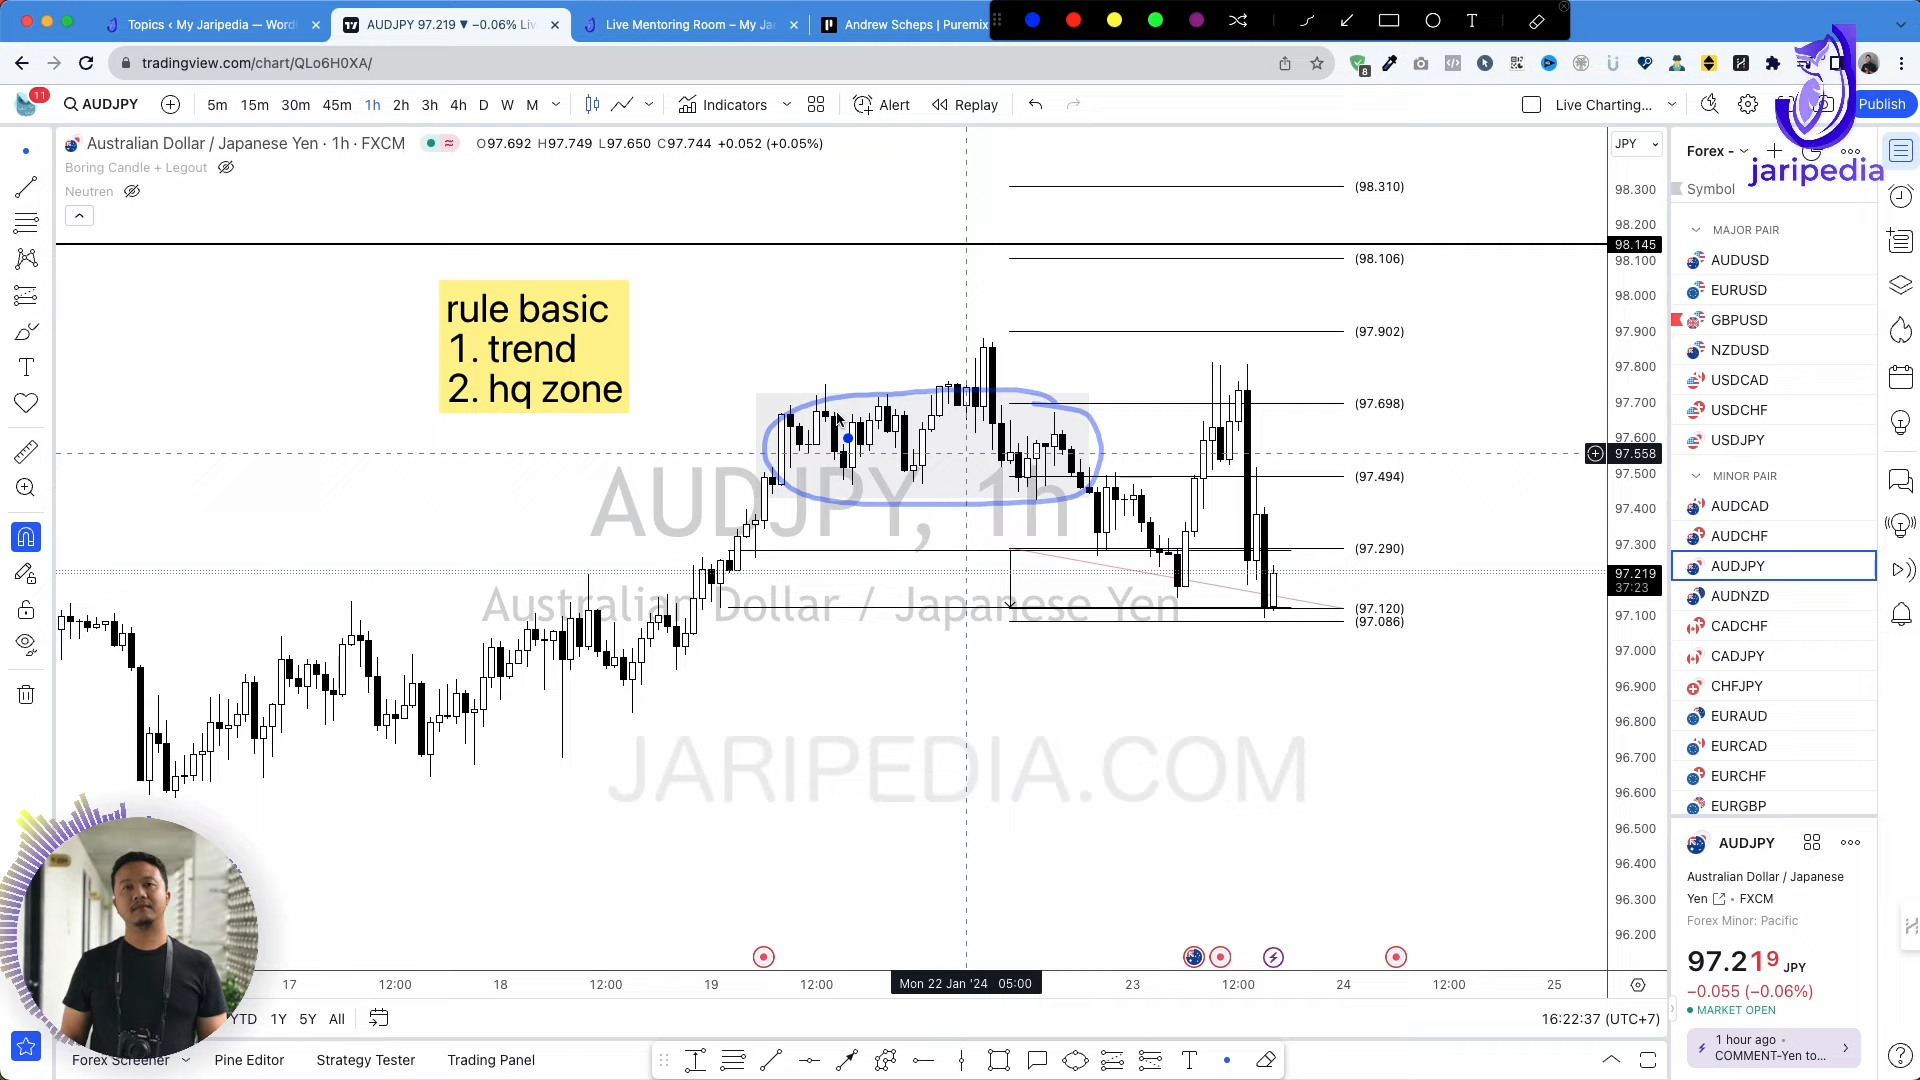 Topics ‹ My Jaripedia — Word
AUDJPY 97.219 ▼ −0.06% Liv
Live Mentoring Room – My Ja
Andrew Scheps | Puremix
tradingview.com/chart/QLo6H0XA/
8
11
AUDJPY
5m 15m 30m 45m 1h 2h 3h 4h D W M
Indicators
Alert
Replay
Live Charting...
Publish
jaripedia
Australian Dollar / Japanese Yen · 1h · FXCM
O97.692 H97.749 L97.650 C97.744 +0.052 (+0.05%)
Boring Candle + Legout
Neutren
JPY
rule basic
1. trend
2. hq zone
(98.310)
(98.106)
(97.902)
(97.698)
(97.494)
(97.290)
(97.120)
(97.086)
AUDJPY, 1h
Australian Dollar / Japanese Yen
JARIPEDIA.COM
98.300
98.200
98.145
98.100
98.000
97.900
97.800
97.700
97.600
97.558
97.500
97.400
97.300
97.219
37:23
97.100
97.000
96.900
96.800
96.700
96.600
96.500
96.400
96.300
96.200
17
12:00
18
12:00
19
12:00
Mon 22 Jan '24 05:00
23
12:00
24
12:00
25
YTD 1Y 5Y All
16:22:37 (UTC+7)
Forex Screener
Pine Editor
Strategy Tester
Trading Panel
Forex -
Symbol
MAJOR PAIR
AUDUSD
EURUSD
GBPUSD
NZDUSD
USDCAD
USDCHF
USDJPY
MINOR PAIR
AUDCAD
AUDCHF
AUDJPY
AUDNZD
CADCHF
CADJPY
CHFJPY
EURAUD
EURCAD
EURCHF
EURGBP
AUDJPY
Australian Dollar / Japanese
Yen · FXCM
Forex Minor: Pacific
97.219 JPY
−0.055 (−0.06%)
MARKET OPEN
1 hour ago ·
COMMENT-Yen to...